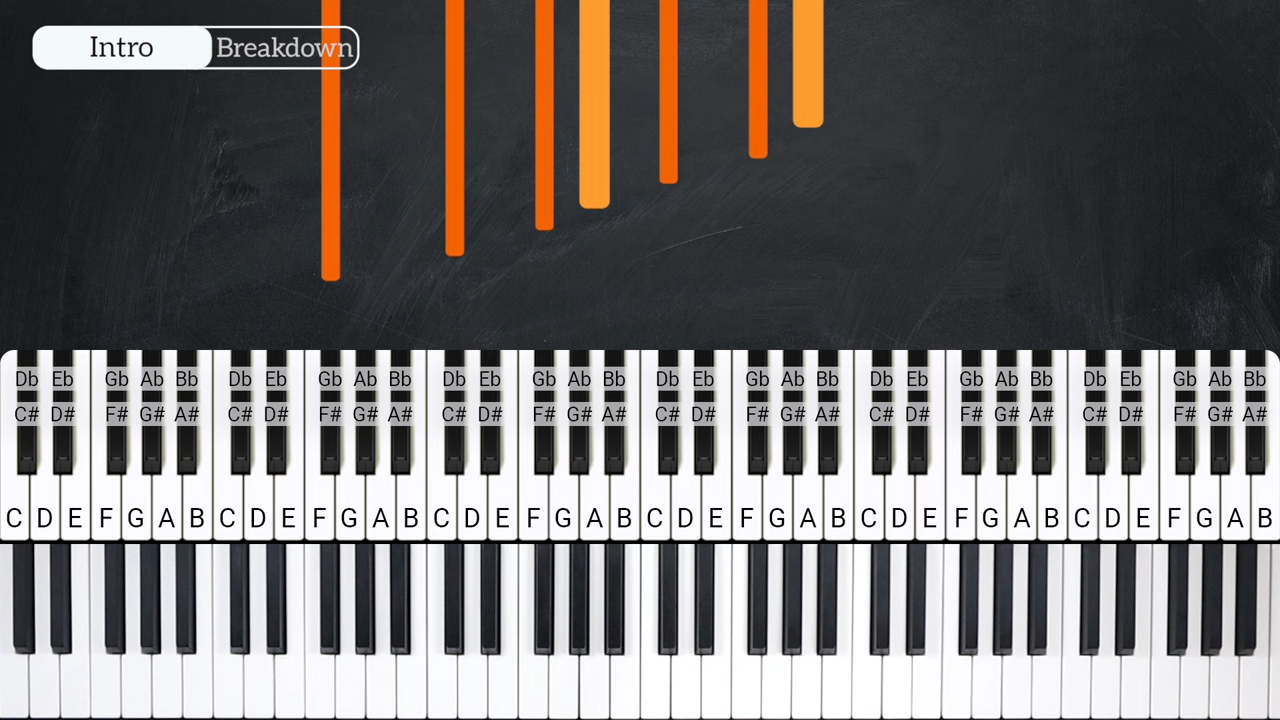 Intro Breakdown
Db Eb Gb Ab Bb Db Eb Gb Ab Bb Db Eb Gb Ab Bb Db Eb Gb Ab Bb Db Eb Gb Ab Bb Db Eb Gb Ab Bb
C# D# F# G# A# C# D# F# G# A# C# D# F# G# A# C# D# F# G# A# C# D# F# G# A# C# D# F# G# A#
C D E F G A B C D E F G A B C D E F G A B C D E F G A B C D E F G A B C D E F G A B